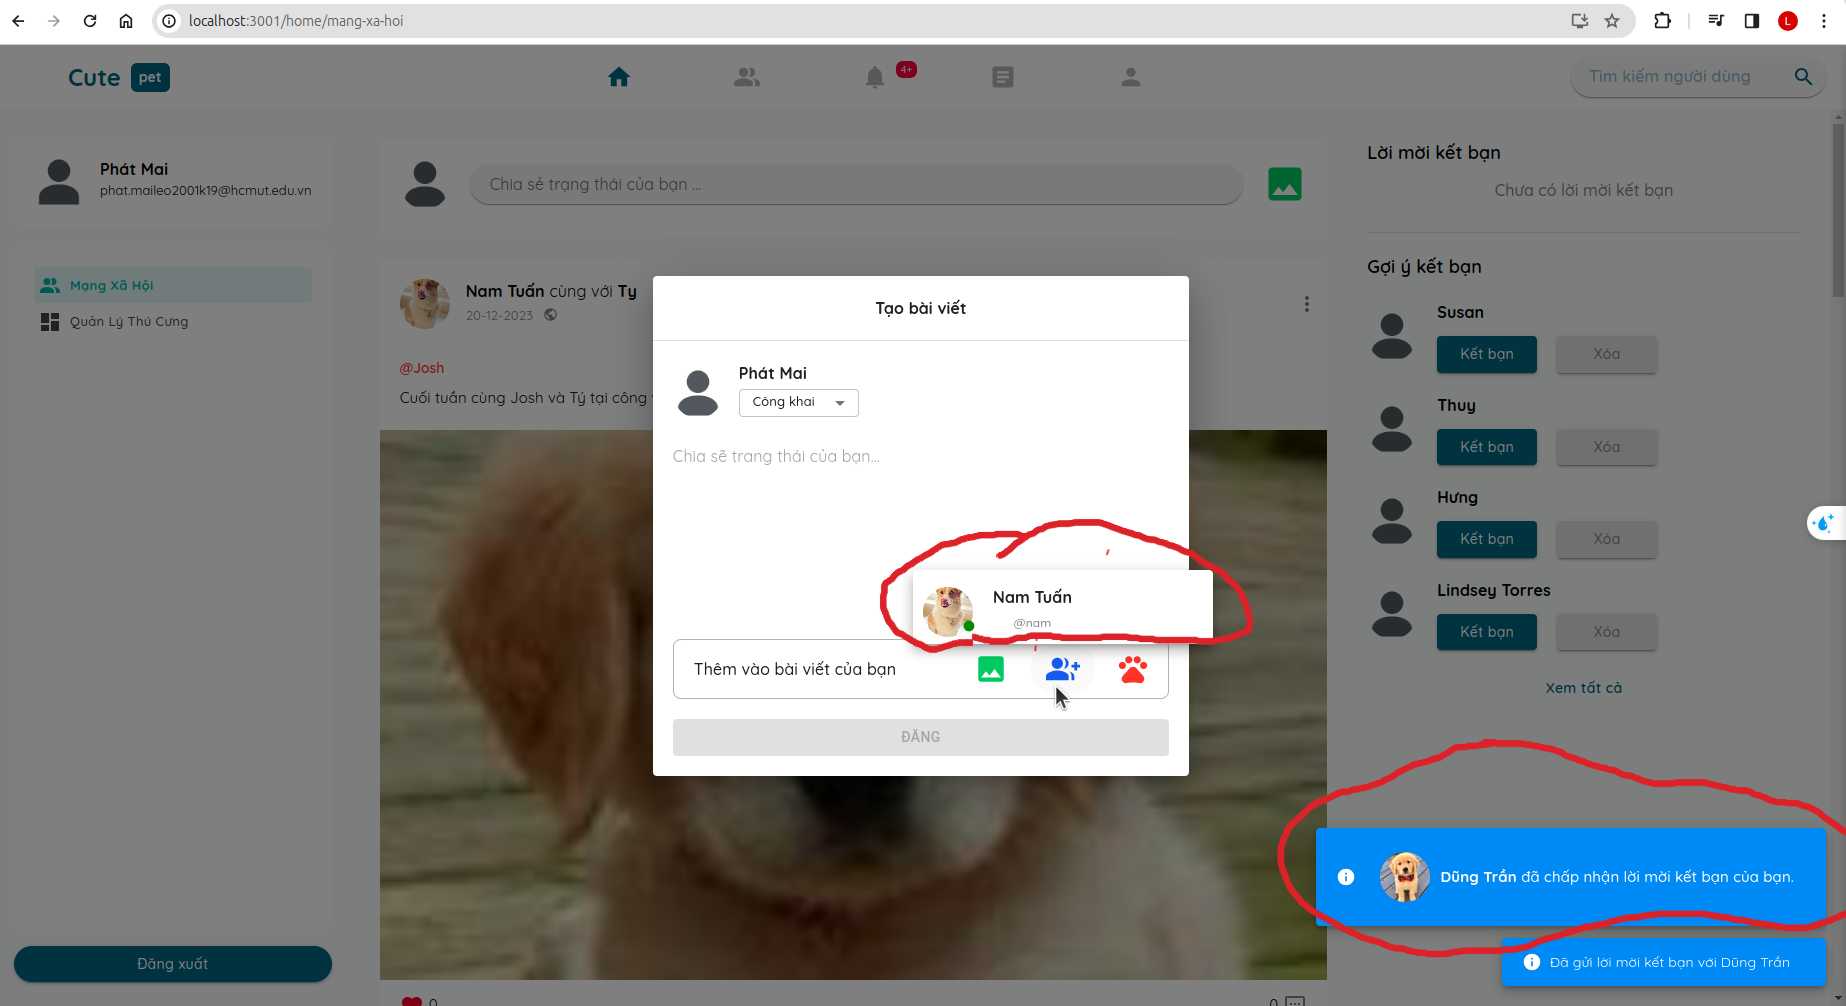 localhost:3001/home/mang-xa-hoi
L
Cute pet
4+
Tìm kiếm người dùng
Phát Mai
phat.maileo2001k19@hcmut.edu.vn
Mạng Xã Hội
Quản Lý Thú Cưng
Đăng xuất
Chia sẻ trạng thái của bạn ...
Nam Tuấn cùng với Ty
20-12-2023
@Josh
Cuối tuần cùng Josh và Tý tại công
0
0
Tạo bài viết
Phát Mai
Công khai
Chia sẽ trang thái của bạn...
Nam Tuấn
@nam
Thêm vào bài viết của bạn
ĐĂNG
Lời mời kết bạn
Chưa có lời mời kết bạn
Gợi ý kết bạn
Susan
Kết bạn Xóa
Thuy
Kết bạn Xóa
Hưng
Kết bạn Xóa
Lindsey Torres
Kết bạn Xóa
Xem tất cả
Dũng Trần đã chấp nhận lời mời kết bạn của bạn.
Đã gửi lời mời kết bạn với Dũng Trần